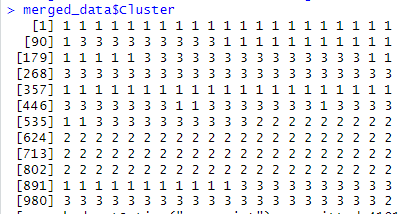 > merged_data$Cluster
[1] 1 1 1 1 1 1 1 1 1 1 1 1 1 1 1 1 1 1 1 1 1 1
[90] 1 3 3 3 3 3 3 3 3 3 3 1 1 1 1 1 1 1 1 1 1 1
[179] 1 1 1 1 1 3 3 3 3 3 3 3 3 3 3 3 3 3 3 3 1 1
[268] 3 3 3 3 3 3 3 3 3 3 3 3 3 3 3 3 3 3 3 3 3 3
[357] 1 1 1 1 1 1 1 1 1 1 1 1 1 1 1 1 1 1 1 1 1 1
[446] 3 3 3 3 3 3 3 1 1 3 3 3 3 3 3 3 3 1 3 3 3 3
[535] 1 1 3 3 3 3 3 3 3 3 3 3 3 3 3 3 3 2 2 2 2 2
[624] 2 2 2 2 2 2 2 2 2 2 2 2 2 2 2 2 2 2 2 2 2 2
[713] 2 2 2 2 2 2 2 2 2 2 2 2 2 2 2 2 2 2 2 2 2 2
[802] 2 2 2 2 2 2 2 2 2 2 2 2 2 2 2 2 2 2 2 2 2 2
[891] 1 1 1 1 1 1 1 1 1 1 1 3 3 3 3 3 3 3 3 3 3 3
[980] 3 3 3 3 3 3 3 3 3 3 3 3 3 3 3 3 3 3 3 3 3 2